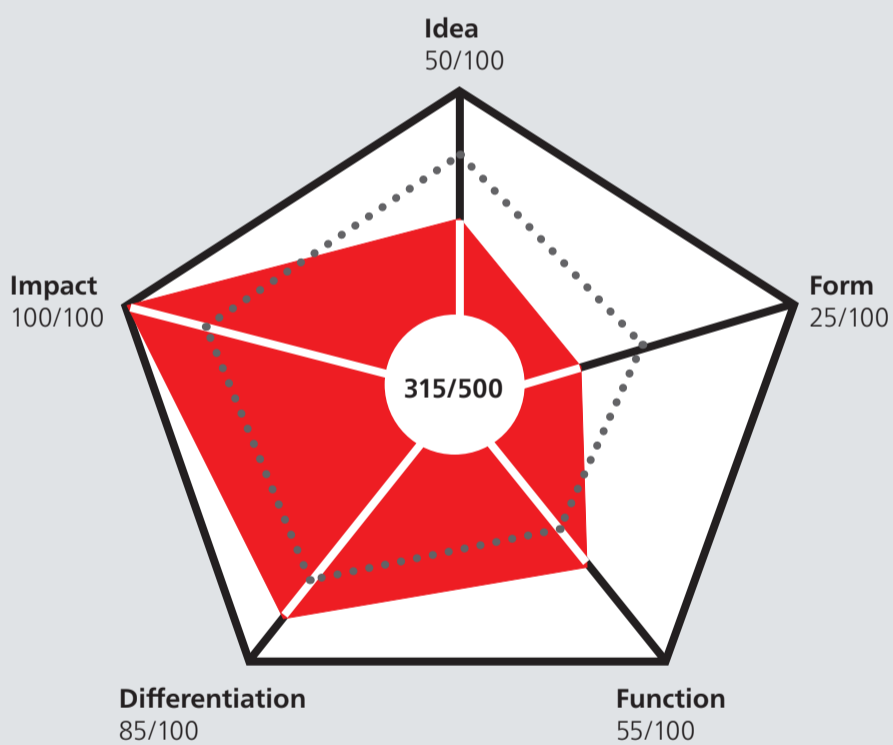 Idea
50/100
Impact
100/100
Form
25/100
315/500
Differentiation
85/100
Function
55/100